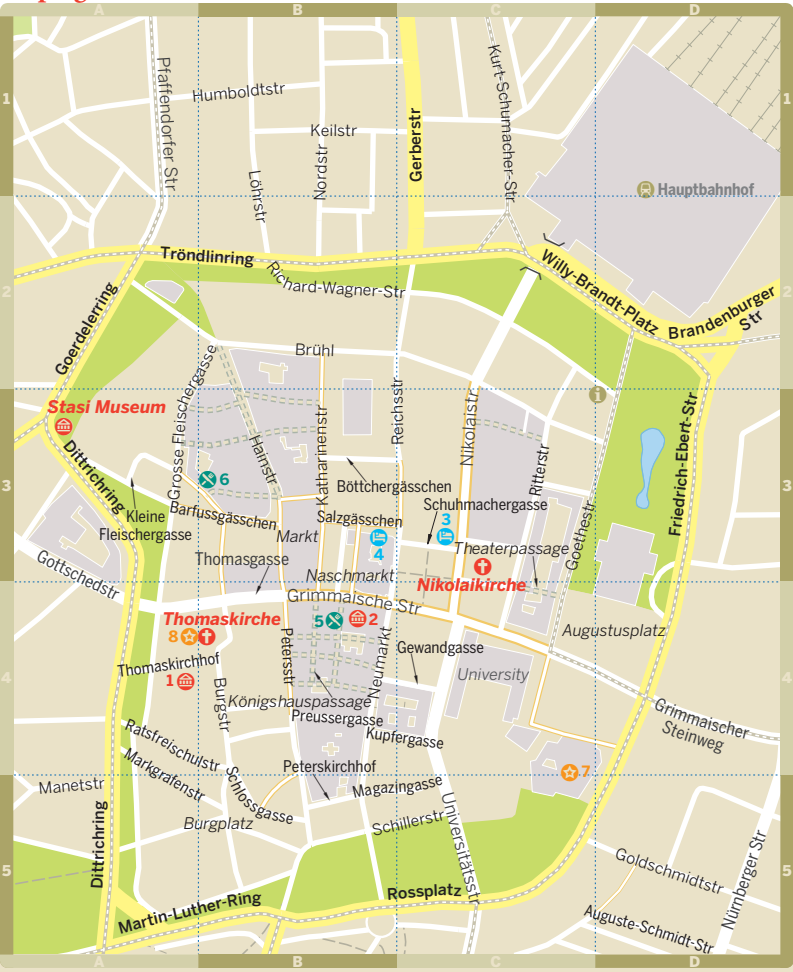 A
B
C
D
1
1
Pfaffendorfer Str
Humboldtstr
Keilstr
Löhrstr
Nordstr
Gerberstr
Kurt-Schumacher-Str
Hauptbahnhof
2
2
Tröndlinring
Richard-Wagner-Str
Willy-Brandt-Platz
Brandenburger
Str
Goerdelerring
Brühl
Stasi Museum
Grosse Fleischergasse
Hainstr
Katharinenstr
Reichsstr
Nikolaistr
Ritterstr
Goethestr
Friedrich-Ebert-Str
i
3
3
Dittrichring
6
Böttchergässchen
Schuhmachergasse
Kleine
Fleischergasse
Barfussgässchen
Markt
Salzgässchen
3
4
Theaterpassage
Thomasgasse
Naschmarkt
Nikolaikirche
Gottschedstr
Grimmaische Str
Thomaskirche
8
5
2
Augustusplatz
Petersstr
Neumarkt
Gewandgasse
Thomaskirchhof
1
4
4
University
Burgstr
Königshauspassage
Preussergasse
Kupfergasse
Grimmaischer
Steinweg
Ratsfreischulstr
Markgrafenstr
Schlossgasse
Peterskirchhof
Magazingasse
7
Manetstr
Burgplatz
Schillerstr
Universitätsstr
Dittrichring
5
5
Goldschmidtstr
Nürnberger Str
Martin-Luther-Ring
Rossplatz
Auguste-Schmidt-Str
A
B
C
D